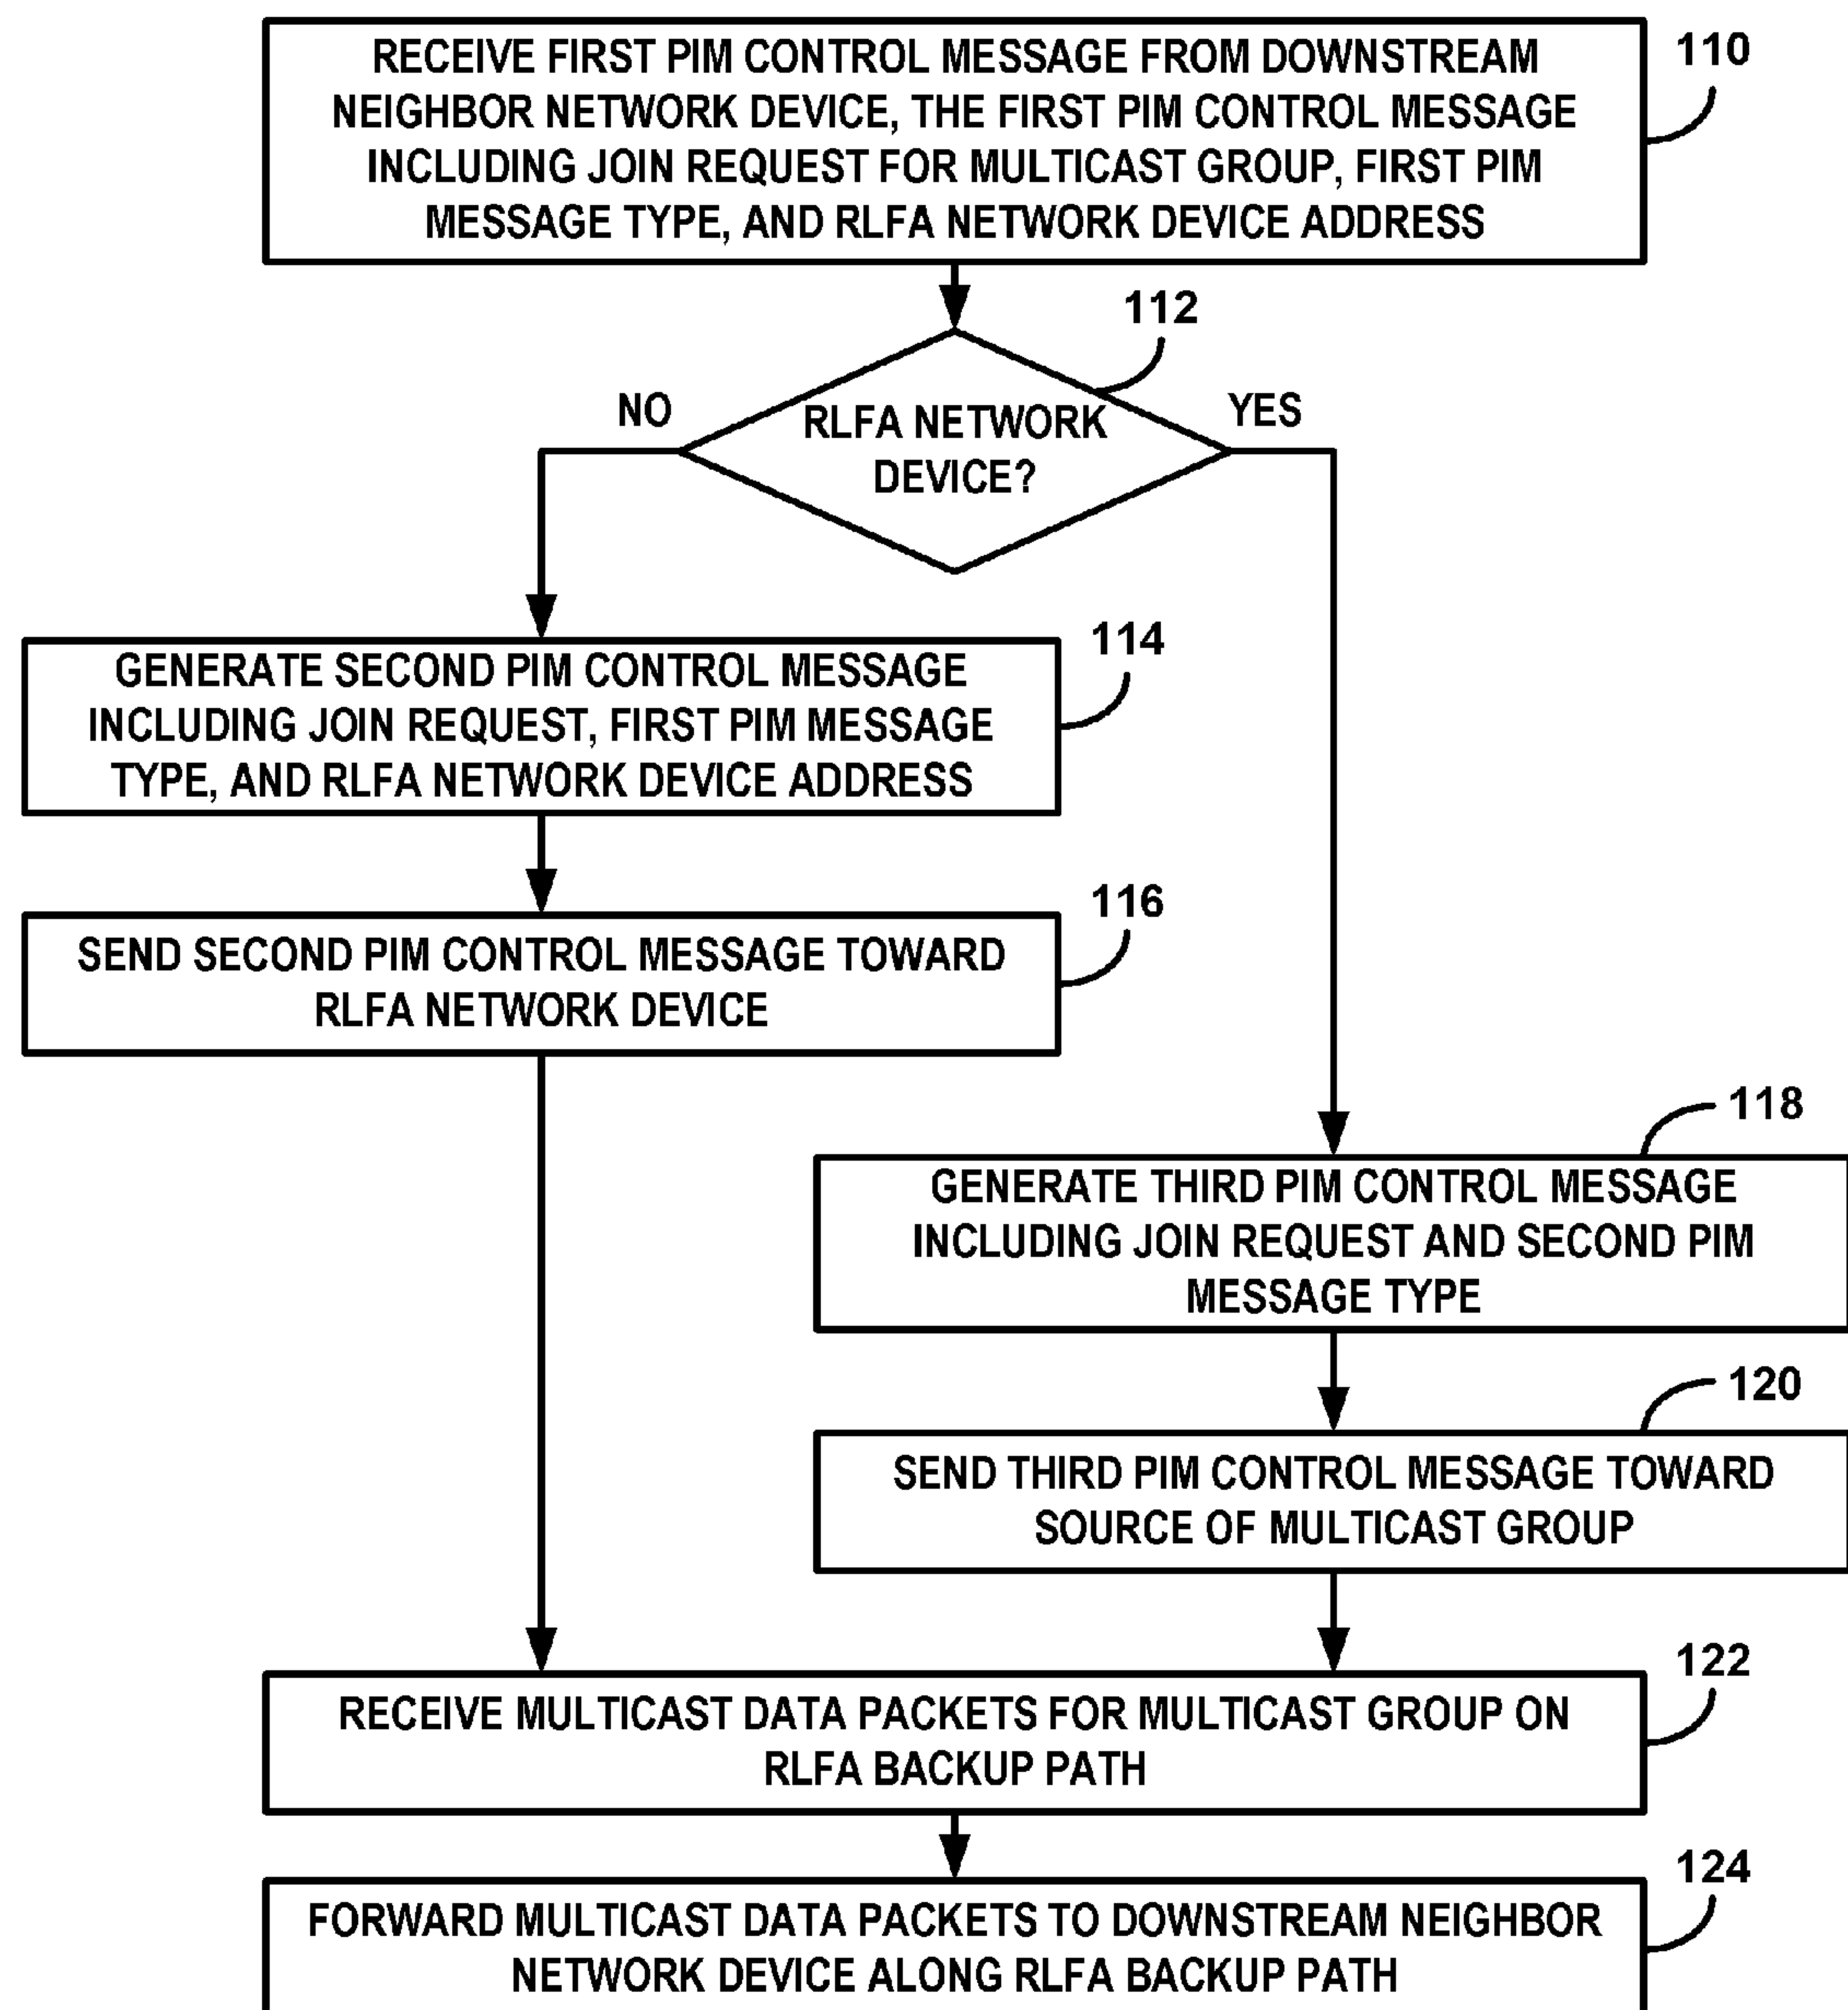 RECEIVE FIRST PIM CONTROL MESSAGE FROM DOWNSTREAM
NEIGHBOR NETWORK DEVICE, THE FIRST PIM CONTROL MESSAGE
INCLUDING JOIN REQUEST FOR MULTICAST GROUP, FIRST PIM
MESSAGE TYPE, AND RLFA NETWORK DEVICE ADDRESS
110
112
NO
YES
RLFA NETWORK
DEVICE?
GENERATE SECOND PIM CONTROL MESSAGE
INCLUDING JOIN REQUEST, FIRST PIM MESSAGE
TYPE, AND RLFA NETWORK DEVICE ADDRESS
114
SEND SECOND PIM CONTROL MESSAGE TOWARD
RLFA NETWORK DEVICE
116
118
GENERATE THIRD PIM CONTROL MESSAGE
INCLUDING JOIN REQUEST AND SECOND PIM
MESSAGE TYPE
120
SEND THIRD PIM CONTROL MESSAGE TOWARD
SOURCE OF MULTICAST GROUP
122
RECEIVE MULTICAST DATA PACKETS FOR MULTICAST GROUP ON
RLFA BACKUP PATH
124
FORWARD MULTICAST DATA PACKETS TO DOWNSTREAM NEIGHBOR
NETWORK DEVICE ALONG RLFA BACKUP PATH